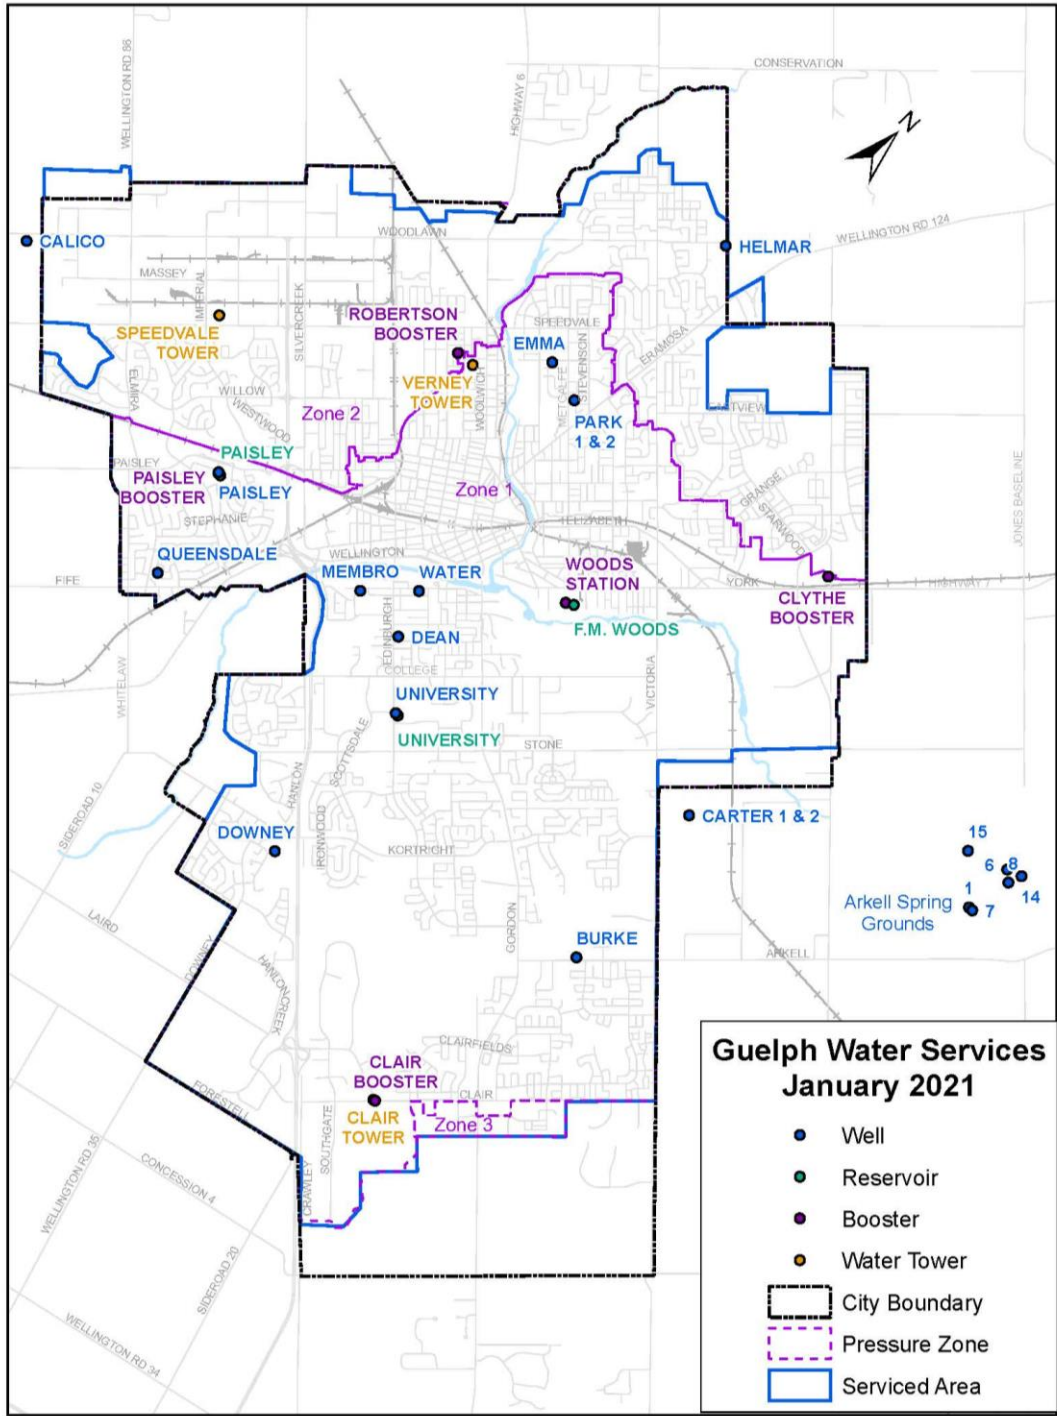 CONSERVATION
WELLINGTON RD 86
HIGHWAY 6
N
WOODLAWN
WELLINGTON RD 124
CALICO
HELMAR
MASSEY
IMPERIAL
SILVERCREEK
ROBERTSON
BOOSTER
SPEEDVALE
SPEEDVALE
TOWER
EMMA
ERAMOSA
STEVENSON
METCALFE
VERNEY
TOWER
WOOLWICH
ELMIRA
WILLOW
WESTWOOD
Zone 2
PARK
1 & 2
EASTVIEW
PAISLEY
PAISLEY
PAISLEY
BOOSTER
PAISLEY
Zone 1
GRANGE
STARWOOD
JONES BASELINE
STEPHANIE
ELIZABETH
QUEENSDALE
WELLINGTON
MEMBRO
WATER
WOODS
STATION
YORK
HIGHWAY 7
FIFE
CLYTHE
BOOSTER
F.M. WOODS
EDINBURGH
DEAN
COLLEGE
WHITELAW
VICTORIA
UNIVERSITY
UNIVERSITY
SCOTTSDALE
STONE
HANLON
SIDEROAD 10
IRONWOOD
CARTER 1 & 2
DOWNEY
KORTRIGHT
15
6
8
14
1
7
Arkell Spring
Grounds
LAIRD
DOWNEY
GORDON
BURKE
ARKELL
HANLON CREEK
CLAIRFIELDS
CLAIR
BOOSTER
CLAIR
CLAIR
TOWER
Zone 3
FORESTELL
SOUTHGATE
CRAWLEY
WELLINGTON RD 35
CONCESSION 4
SIDEROAD 20
WELLINGTON RD 34
Guelph Water Services
January 2021
Well
Reservoir
Booster
Water Tower
City Boundary
Pressure Zone
Serviced Area